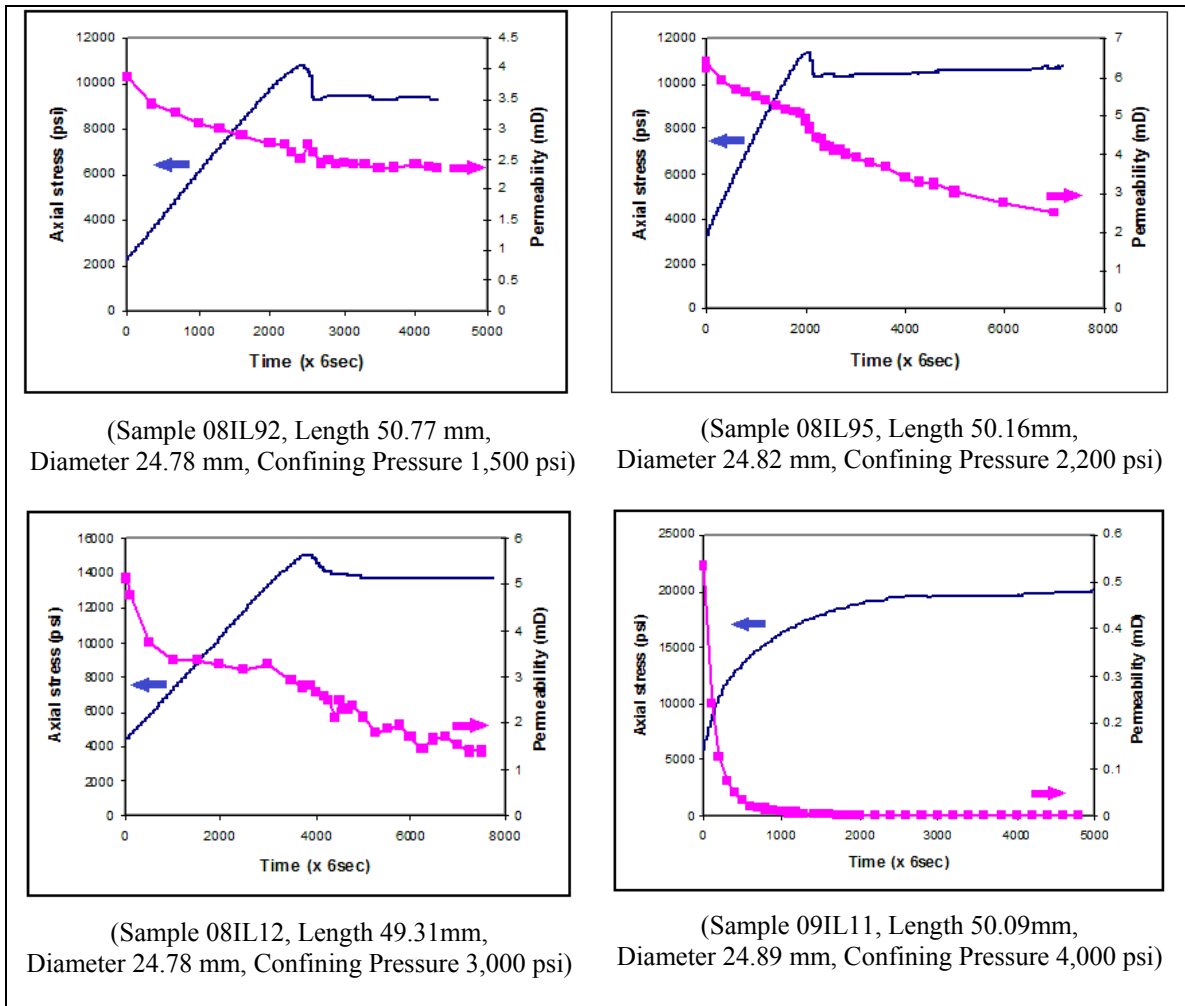 12000
10000
8000
6000
4000
2000
0
Axial stress (psi)
4.5
4
3.5
3
2.5
2
1.5
1
0.5
0
Permeability (mD)
0 1000 2000 3000 4000 5000
Time (x 6sec)
(Sample 08IL92, Length 50.77 mm,
Diameter 24.78 mm, Confining Pressure 1,500 psi)
12000
10000
8000
6000
4000
2000
0
Axial stress (psi)
7
6
5
4
3
2
1
0
Permeability (mD)
0 2000 4000 6000 8000
Time (x 6sec)
(Sample 08IL95, Length 50.16mm,
Diameter 24.82 mm, Confining Pressure 2,200 psi)
16000
14000
12000
10000
8000
6000
4000
2000
0
Axial stress (psi)
6
5
4
3
2
1
0
Permeability (mD)
0 2000 4000 6000 8000
Time (x 6sec)
(Sample 08IL12, Length 49.31mm,
Diameter 24.78 mm, Confining Pressure 3,000 psi)
25000
20000
15000
10000
5000
0
Axial stress (psi)
0.6
0.5
0.4
0.3
0.2
0.1
0
Permeability (mD)
0 1000 2000 3000 4000 5000
Time (x 6sec)
(Sample 09IL11, Length 50.09mm,
Diameter 24.89 mm, Confining Pressure 4,000 psi)